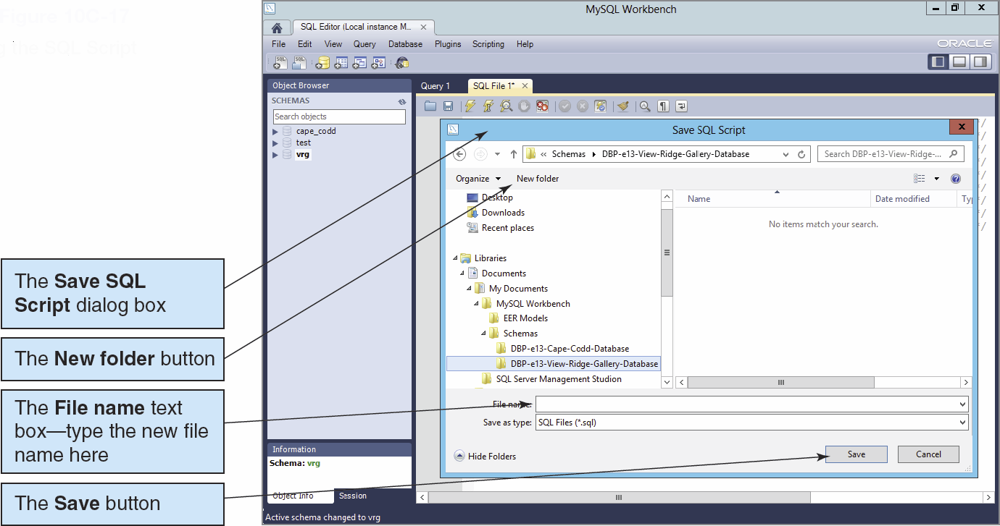 Figure 10C-17
g the SQL Script
MySQL Workbench
SQL Editor (Local instance M...
File Edit View Query Database Plugins Scripting Help
ORACLE
SQL SQL
Object Browser
Query 1
SQL File 1*
SCHEMAS
Search objects
cape_codd
test
vrg
Save SQL Script
Schemas
DBP-e13-View-Ridge-Gallery-Database
Search DBP-e13-View-Ridge-...
Organize
New folder
Desktop
Downloads
Recent places
Libraries
Documents
My Documents
MySQL Workbench
EER Models
Schemas
DBP-e13-Cape-Codd-Database
DBP-e13-View-Ridge-Gallery-Database
SQL Server Management Studion
Name
Date modified
Typ
No items match your search.
File name:
Save as type:
SQL Files (*.sql)
Hide Folders
Save
Cancel
The Save SQL
Script dialog box
The New folder button
The File name text
box—type the new file
name here
The Save button
Information
Schema: vrg
Object Info
Session
Active schema changed to vrg